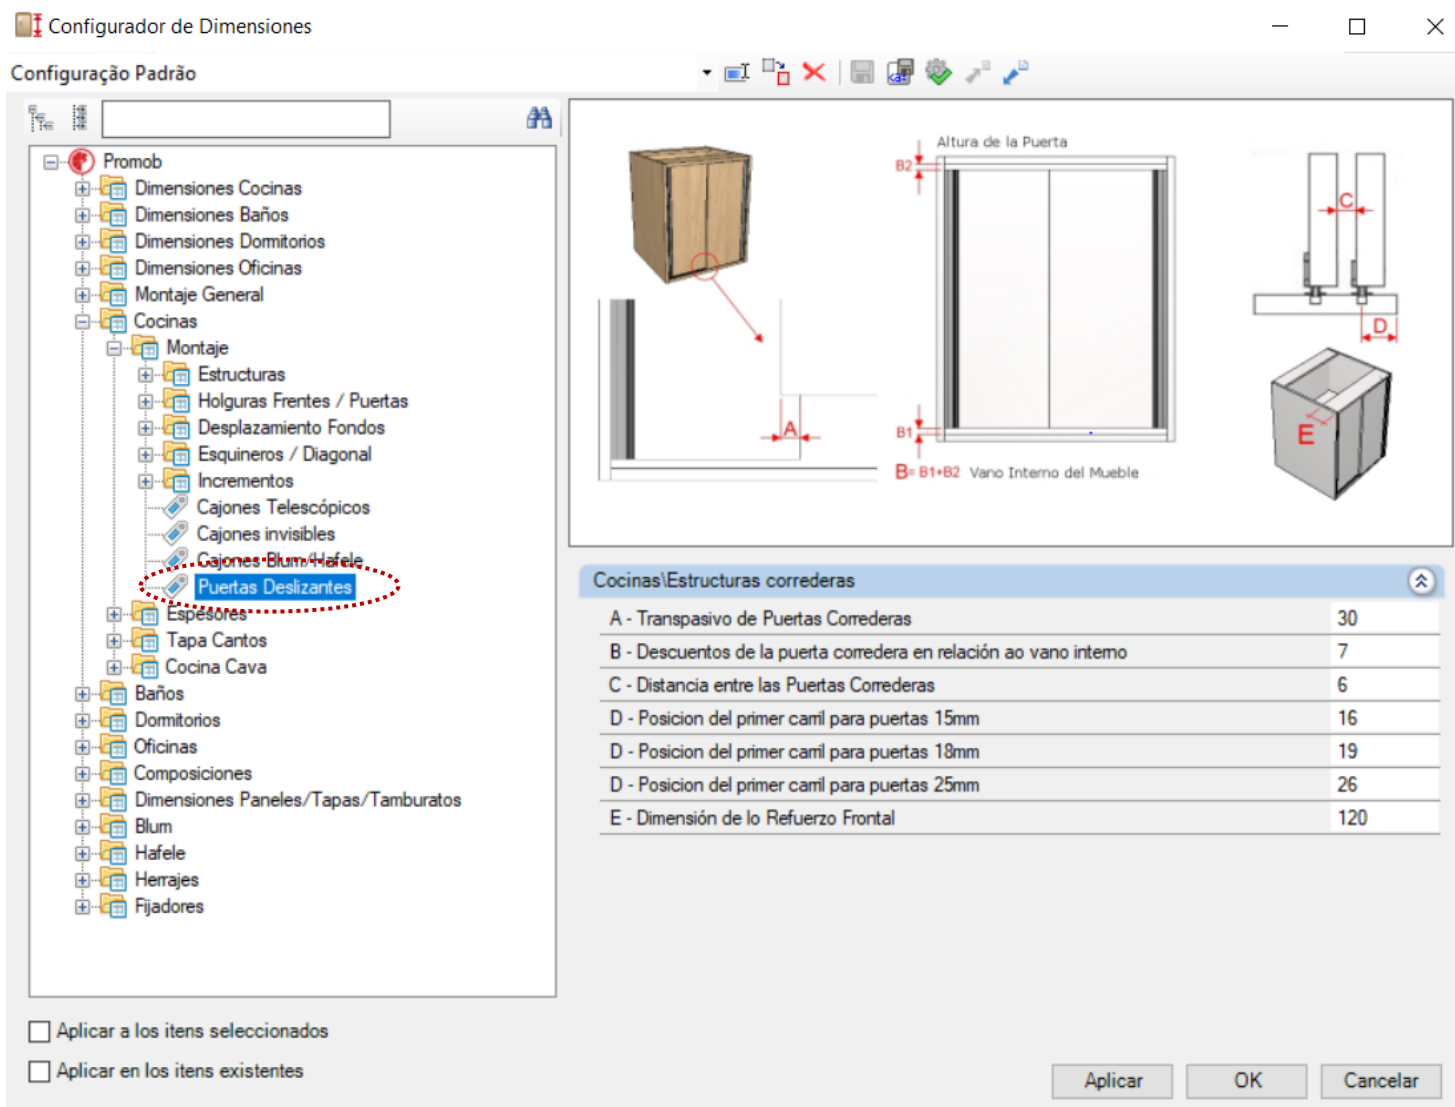 Configurador de Dimensiones
Configuração Padrão
Promob
Dimensiones Cocinas
Dimensiones Baños
Dimensiones Dormitorios
Dimensiones Oficinas
Montaje General
Cocinas
Montaje
Estructuras
Holguras Frentes / Puertas
Desplazamiento Fondos
Esquineros / Diagonal
Incrementos
Cajones Telescópicos
Cajones invisibles
Cajones Blum/Hafele
Puertas Deslizantes
Espesores
Tapa Cantos
Cocina Cava
Baños
Dormitorios
Oficinas
Composiciones
Dimensiones Paneles/Tapas/Tamburatos
Blum
Hafele
Herrajes
Fijadores
Aplicar a los itens seleccionados
Aplicar en los itens existentes
Altura de la Puerta
B2
C
D
A
B1
E
B= B1+B2 Vano Interno del Mueble
Cocinas\Estructuras correderas
A - Transpasivo de Puertas Correderas 30
B - Descuentos de la puerta corredera en relación ao vano interno 7
C - Distancia entre las Puertas Correderas 6
D - Posicion del primer carril para puertas 15mm 16
D - Posicion del primer carril para puertas 18mm 19
D - Posicion del primer carril para puertas 25mm 26
E - Dimensión de lo Refuerzo Frontal 120
Aplicar OK Cancelar